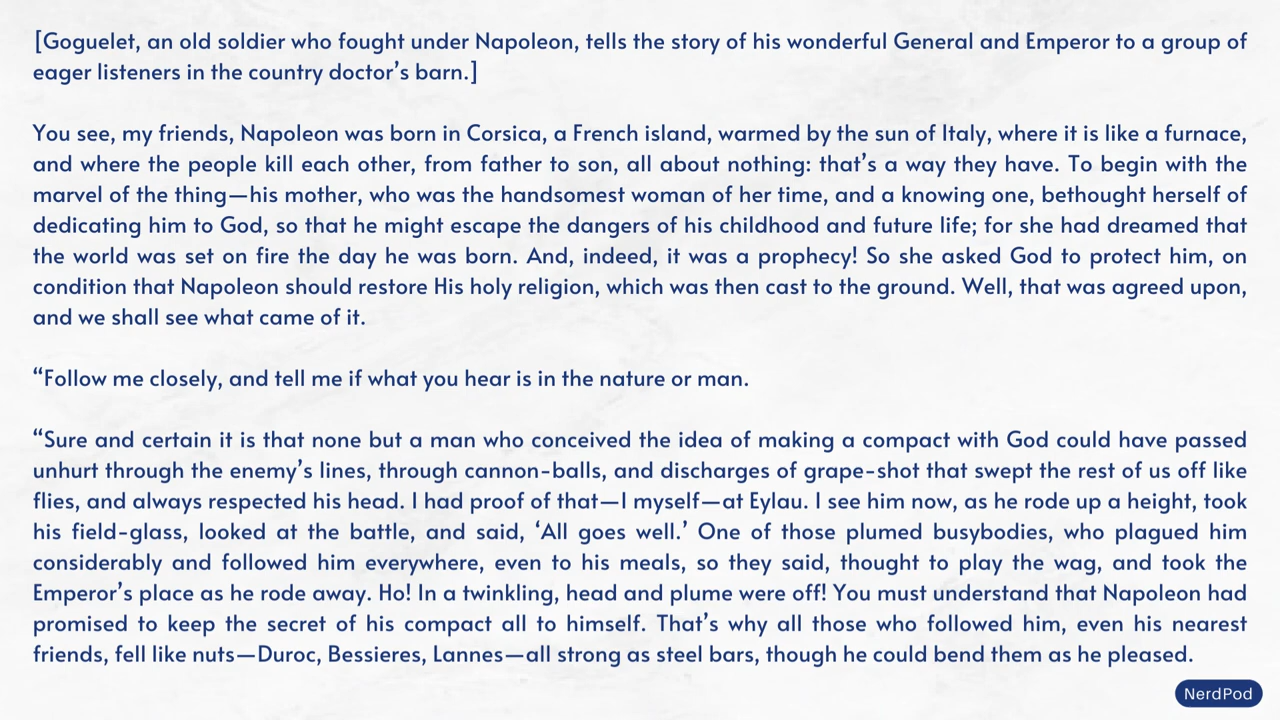 [Goguelet, an old soldier who fought under Napoleon, tells the story of his wonderful General and Emperor to a group of
eager listeners in the country doctor’s barn.]
You see, my friends, Napoleon was born in Corsica, a French island, warmed by the sun of Italy, where it is like a furnace,
and where the people kill each other, from father to son, all about nothing: that’s a way they have. To begin with the
marvel of the thing—his mother, who was the handsomest woman of her time, and a knowing one, bethought herself of
dedicating him to God, so that he might escape the dangers of his childhood and future life; for she had dreamed that
the world was set on fire the day he was born. And, indeed, it was a prophecy! So she asked God to protect him, on
condition that Napoleon should restore His holy religion, which was then cast to the ground. Well, that was agreed upon,
and we shall see what came of it.
“Follow me closely, and tell me if what you hear is in the nature or man.
“Sure and certain it is that none but a man who conceived the idea of making a compact with God could have passed
unhurt through the enemy’s lines, through cannon-balls, and discharges of grape-shot that swept the rest of us off like
flies, and always respected his head. I had proof of that—I myself—at Eylau. I see him now, as he rode up a height, took
his field-glass, looked at the battle, and said, ‘All goes well.’ One of those plumed busybodies, who plagued him
considerably and followed him everywhere, even to his meals, so they said, thought to play the wag, and took the
Emperor’s place as he rode away. Ho! In a twinkling, head and plume were off! You must understand that Napoleon had
promised to keep the secret of his compact all to himself. That’s why all those who followed him, even his nearest
friends, fell like nuts—Duroc, Bessieres, Lannes—all strong as steel bars, though he could bend them as he pleased.
NerdPod